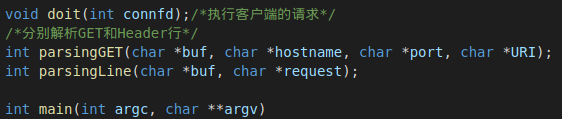 void doit(int connfd);/*执行客户端的请求*/
/*分别解析GET和Header行*/
int parsingGET(char *buf, char *hostname, char *port, char *URI);
int parsingLine(char *buf, char *request);
int main(int argc, char **argv)